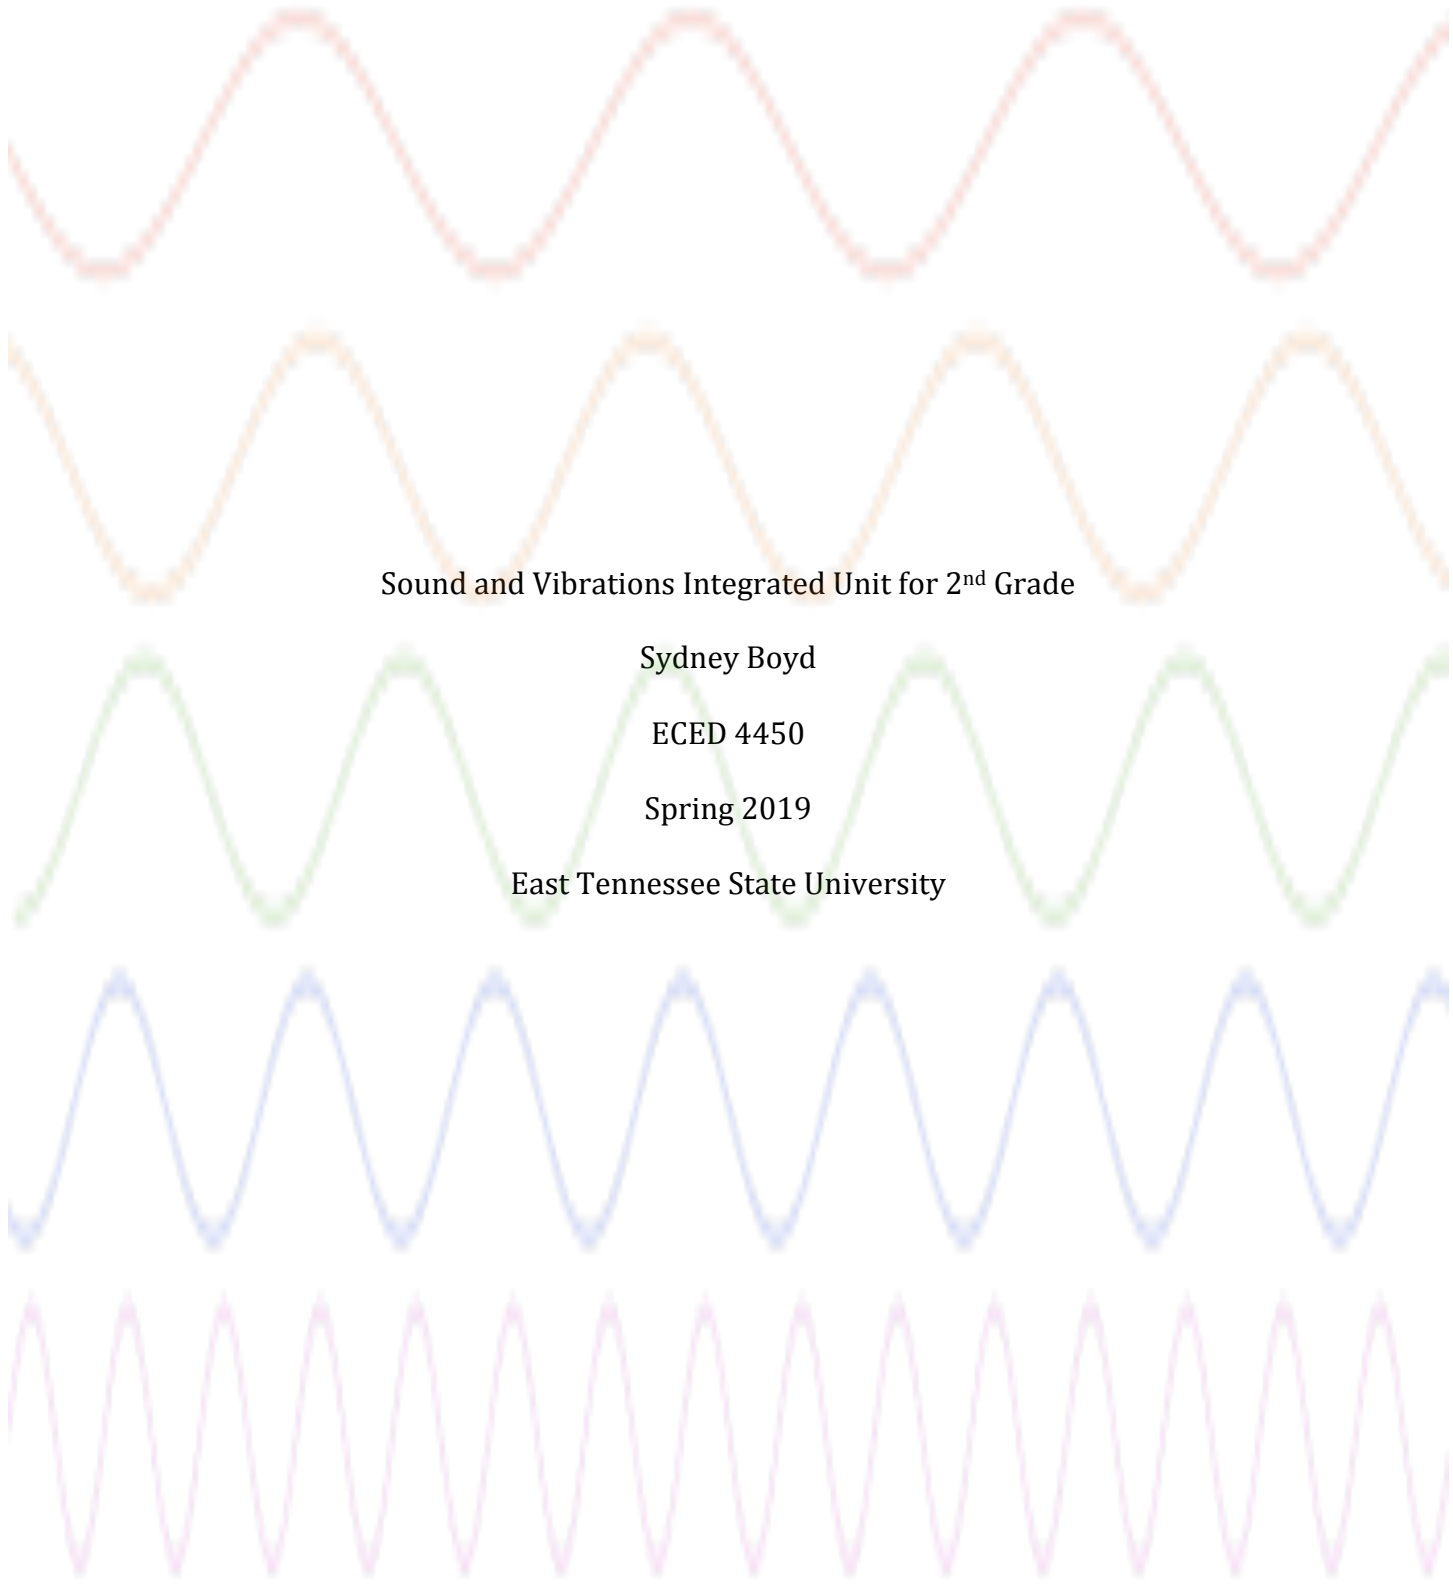 Sound and Vibrations Integrated Unit for 2nd Grade
Sydney Boyd
ECED 4450
Spring 2019
East Tennessee State University